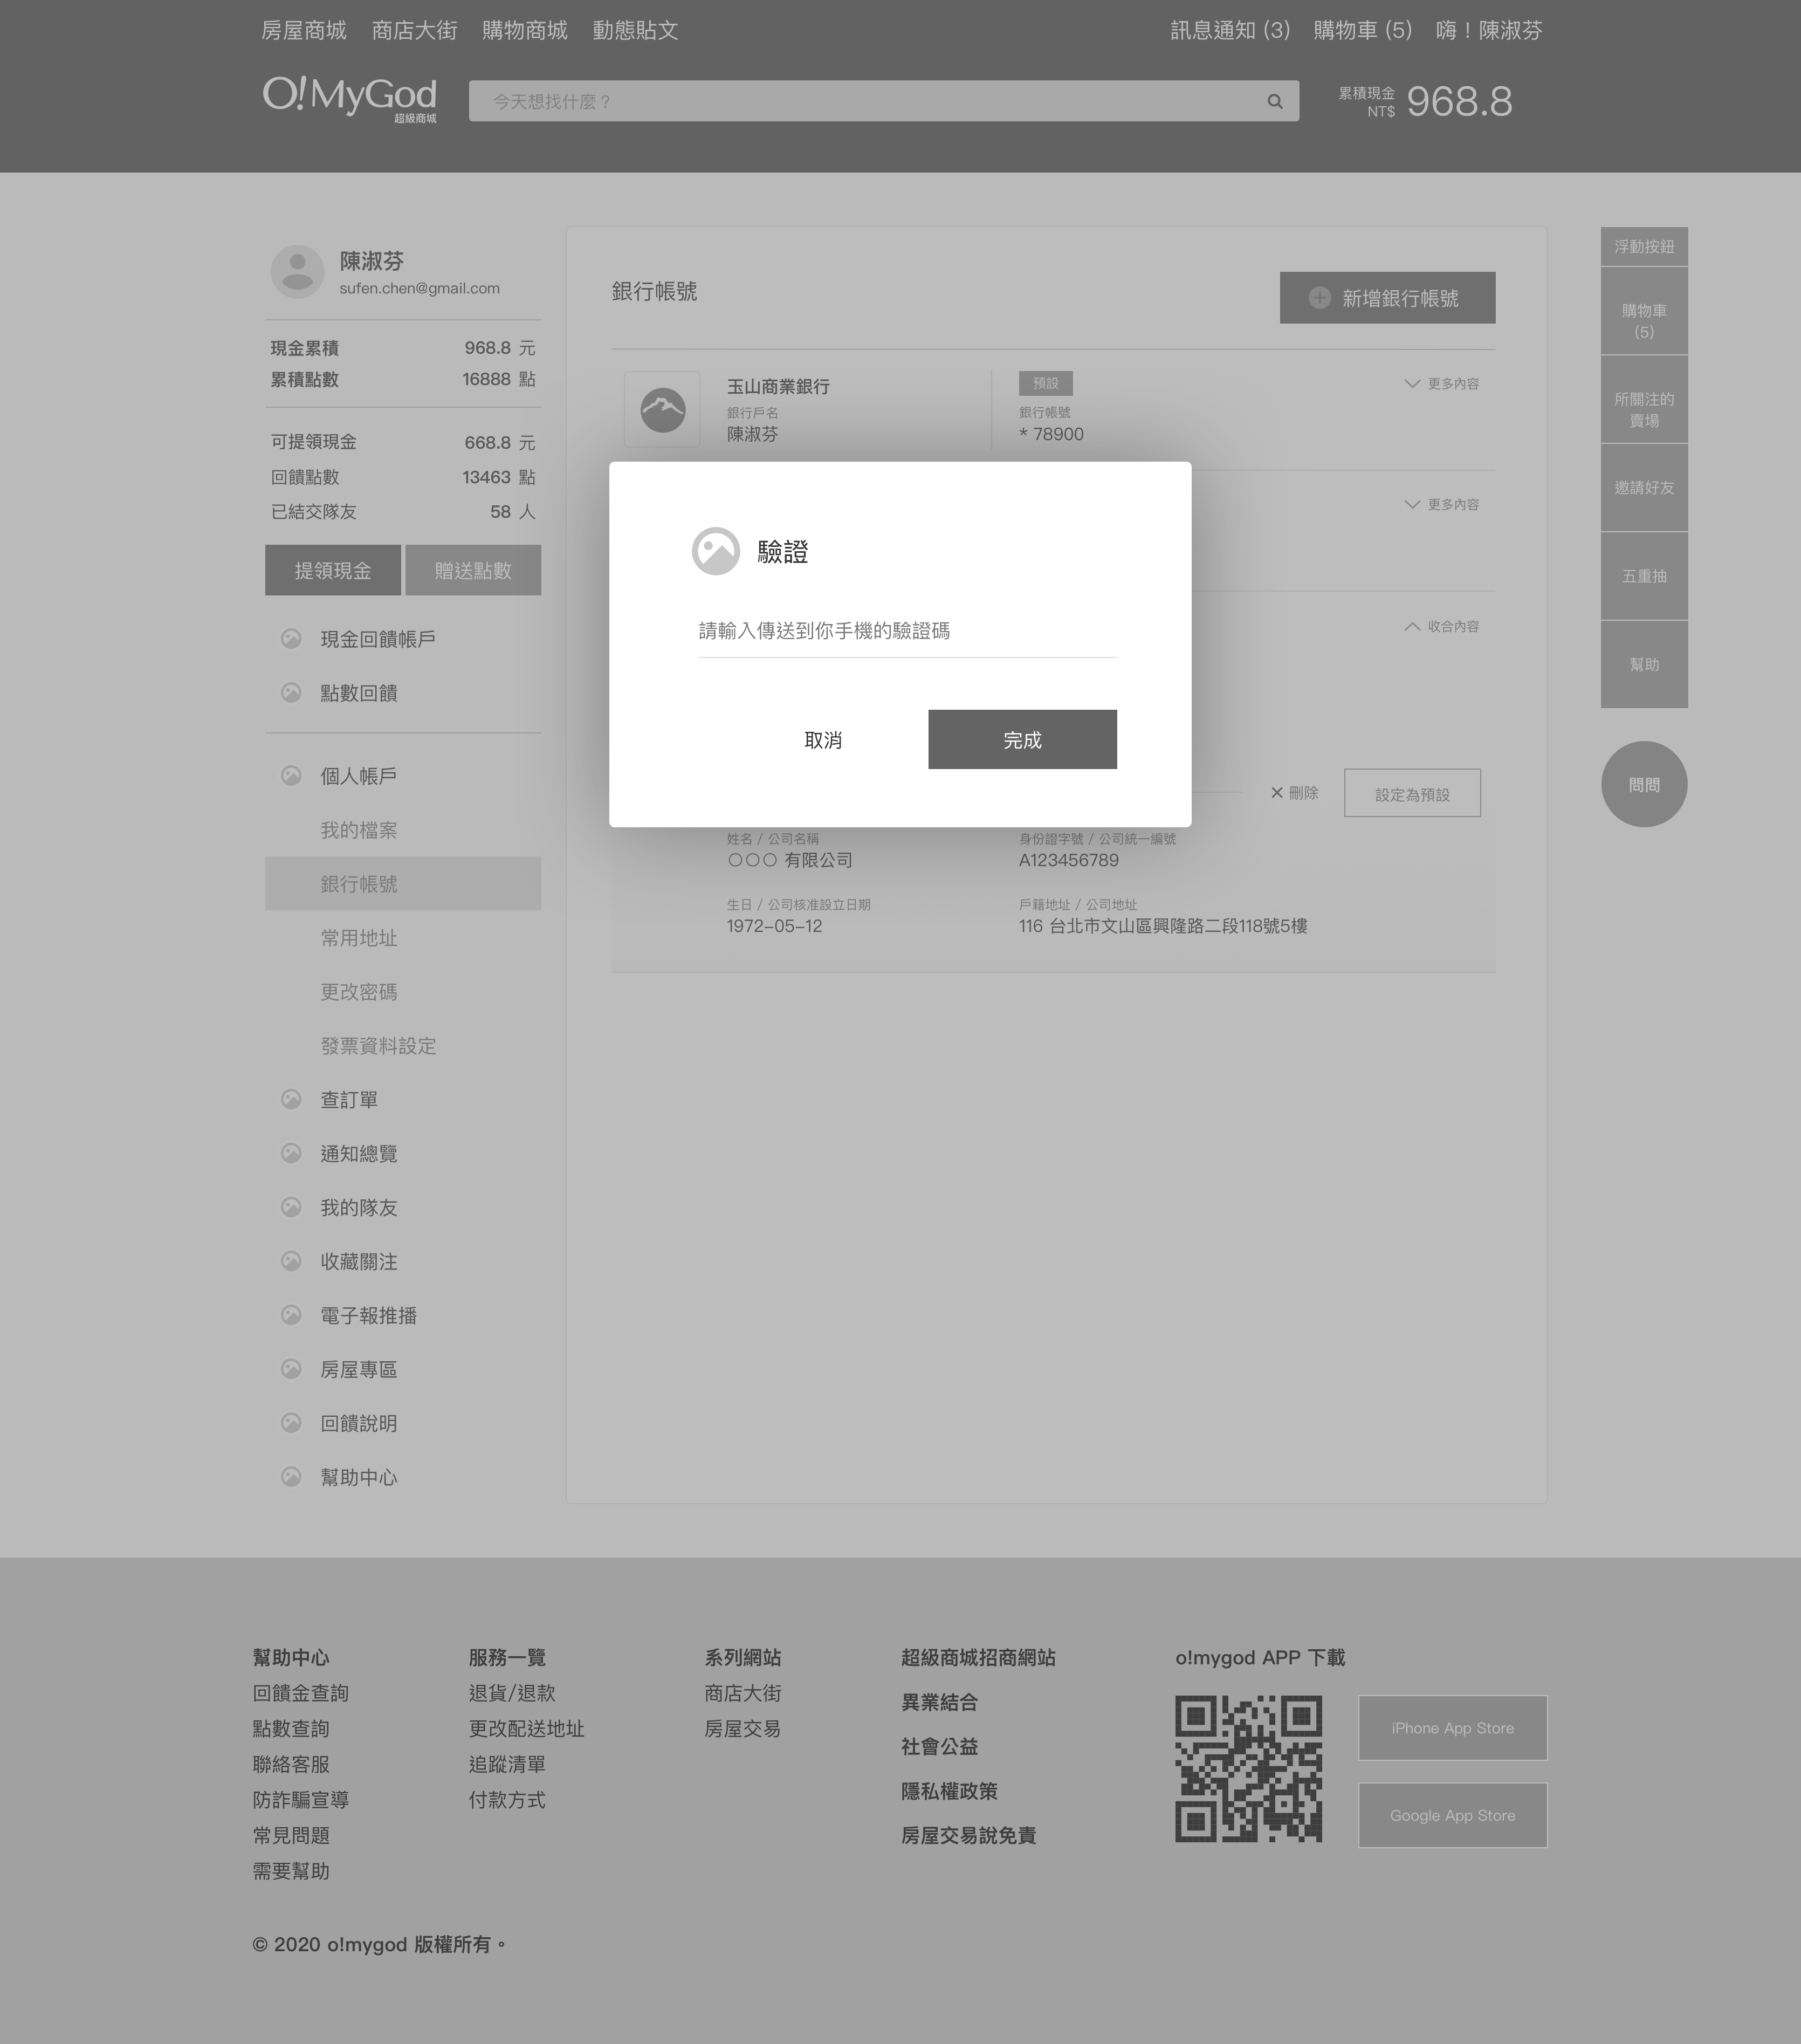 房屋商城 商店大街 購物商城 動態貼文 訊息通知 (3) 購物車 (5) 嗨！陳淑芬
O!MyGod
超級商城
今天想找什麼？
累積現金
NT$
968.8
陳淑芬
sufen.chen@gmail.com
現金累積 968.8 元
累積點數 16888 點
可提領現金 668.8 元
回饋點數 13463 點
已結交隊友 58 人
提領現金 贈送點數
現金回饋帳戶
點數回饋
個人帳戶
我的檔案
銀行帳號
常用地址
更改密碼
發票資料設定
查訂單
通知總覽
我的隊友
收藏關注
電子報推播
房屋專區
回饋說明
幫助中心
銀行帳號
新增銀行帳號
玉山商業銀行
銀行戶名
陳淑芬
預設
銀行帳號
* 78900
更多內容
更多內容
收合內容
驗證
請輸入傳送到你手機的驗證碼
取消 完成
刪除 設定為預設
姓名 / 公司名稱
○○○ 有限公司
身份證字號 / 公司統一編號
A123456789
生日 / 公司核准設立日期
1972-05-12
戶籍地址 / 公司地址
116 台北市文山區興隆路二段118號5樓
浮動按鈕
購物車
(5)
所關注的
賣場
邀請好友
五重抽
幫助
問問
幫助中心
回饋金查詢
點數查詢
聯絡客服
防詐騙宣導
常見問題
需要幫助
服務一覽
退貨/退款
更改配送地址
追蹤清單
付款方式
系列網站
商店大街
房屋交易
超級商城招商網站
異業結合
社會公益
隱私權政策
房屋交易說免責
o!mygod APP 下載
iPhone App Store
Google App Store
© 2020 o!mygod 版權所有。